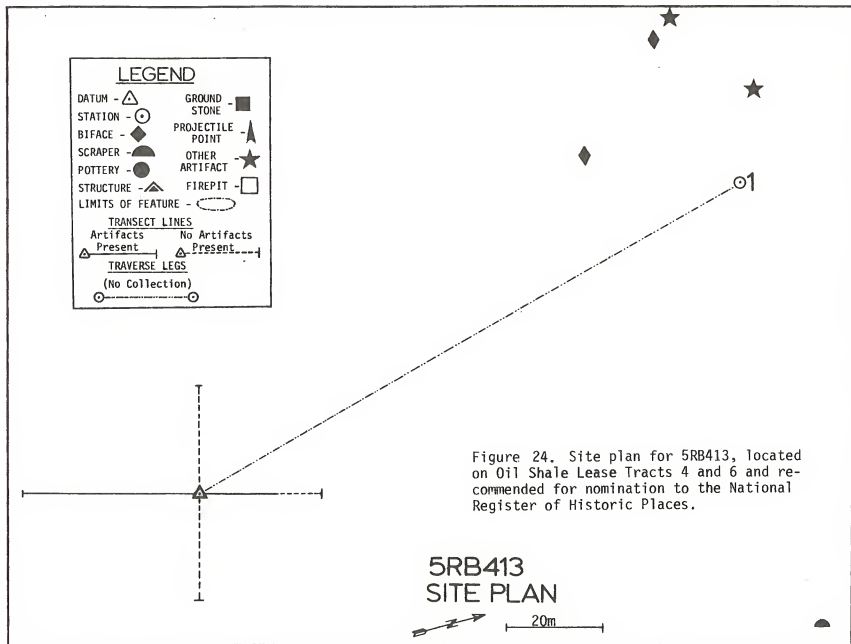 LEGEND
DATUM -
STATION -
BIFACE -
SCRAPER -
POTTERY -
STRUCTURE -
GROUND
STONE -
PROJECTILE
POINT -
OTHER
ARTIFACT -
FIREPIT -
LIMITS OF FEATURE -
TRANSECT LINES
Artifacts
Present
No Artifacts
Present
TRAVERSE LEGS
(No Collection)
1
Figure 24. Site plan for 5RB413, located
on Oil Shale Lease Tracts 4 and 6 and re-
commended for nomination to the National
Register of Historic Places.
5RB413
SITE PLAN
N
20m